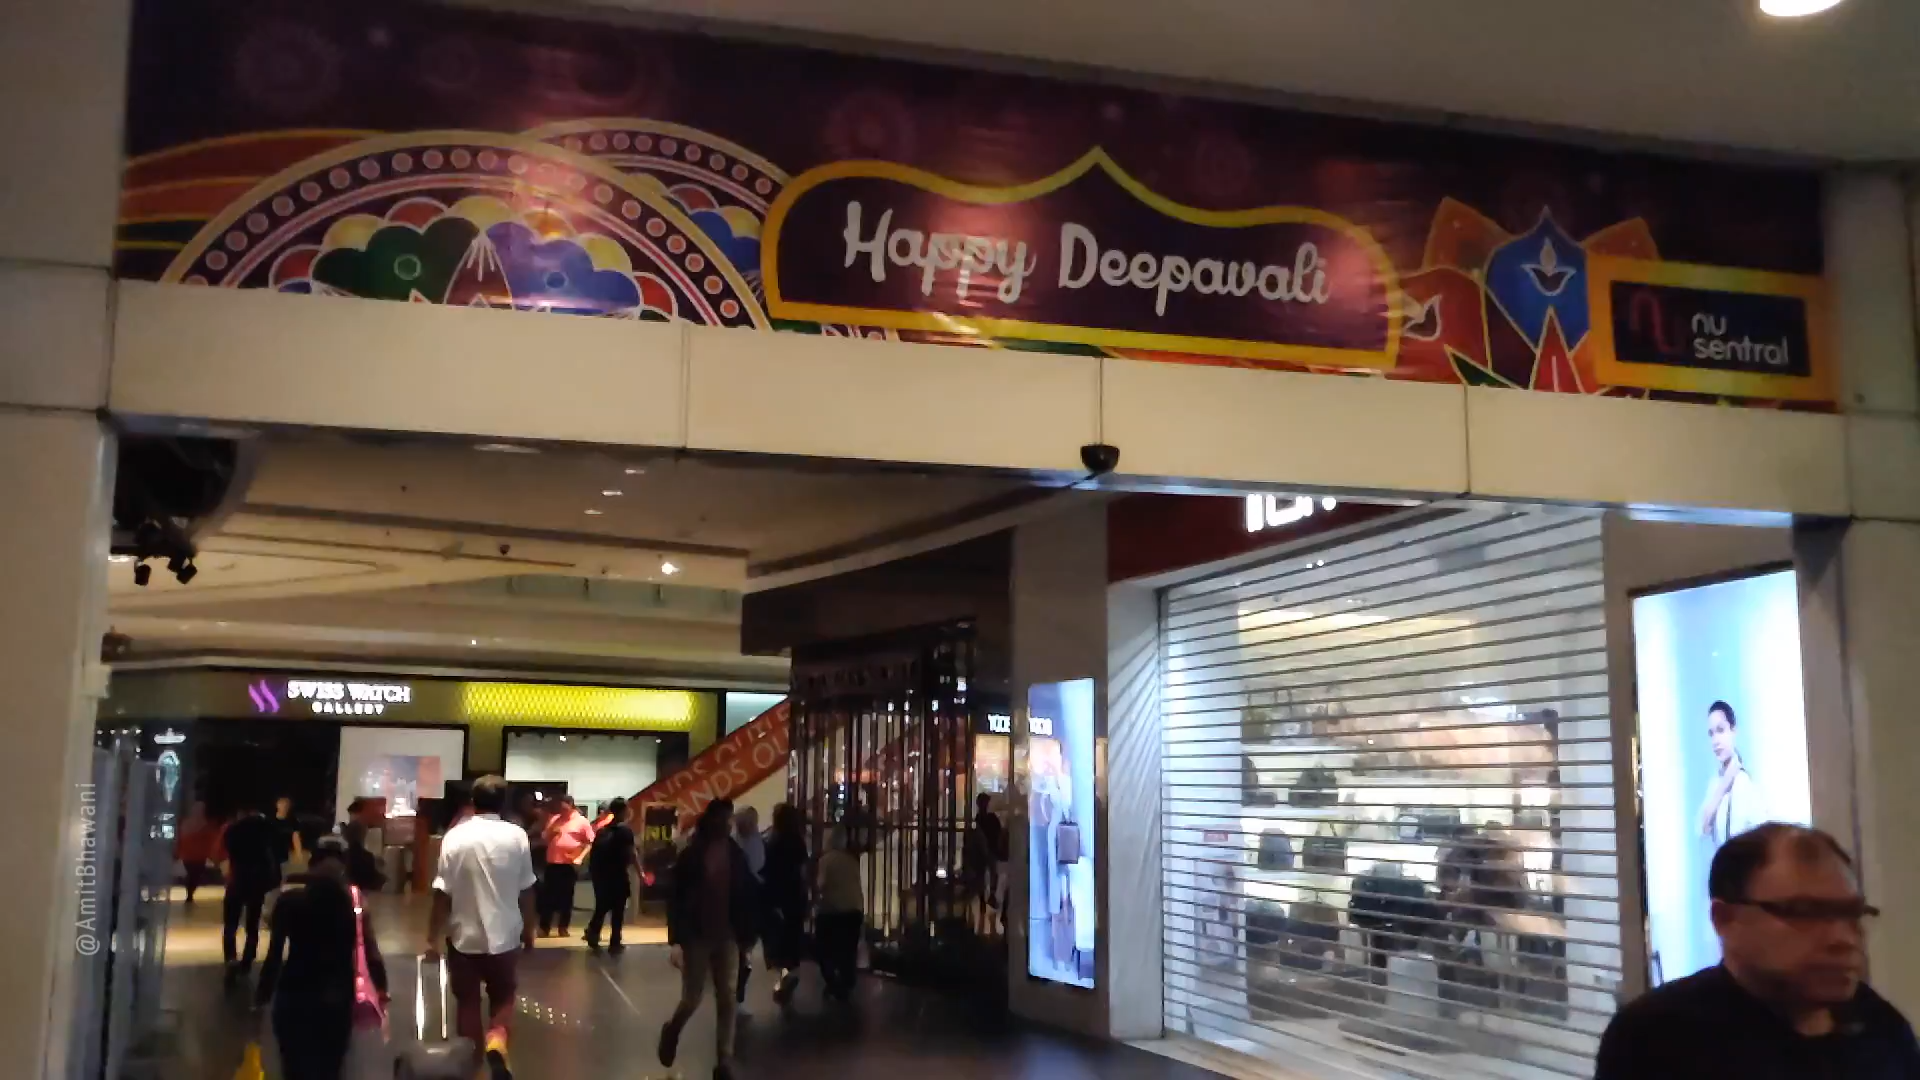 Happy Deepavali
nu
sentral
SWISS WATCH
GALLERY
@AmitBhawani